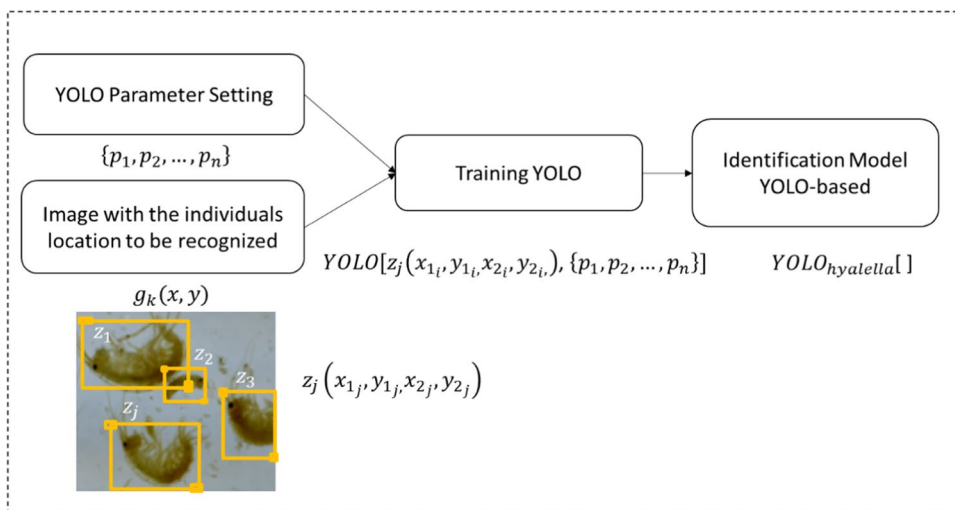 YOLO Parameter Setting
{p₁, p₂, …, pₙ}
Image with the individuals
location to be recognized
gₖ(x, y)
z₁
z₂
z₃
zⱼ
Training YOLO
YOLO[zⱼ(x₁ᵢ, y₁ᵢ, x₂ᵢ, y₂ᵢ,), {p₁, p₂, …, pₙ}]
zⱼ(x₁ⱼ, y₁ⱼ, x₂ⱼ, y₂ⱼ)
Identification Model
YOLO-based
YOLO_hyalella[ ]